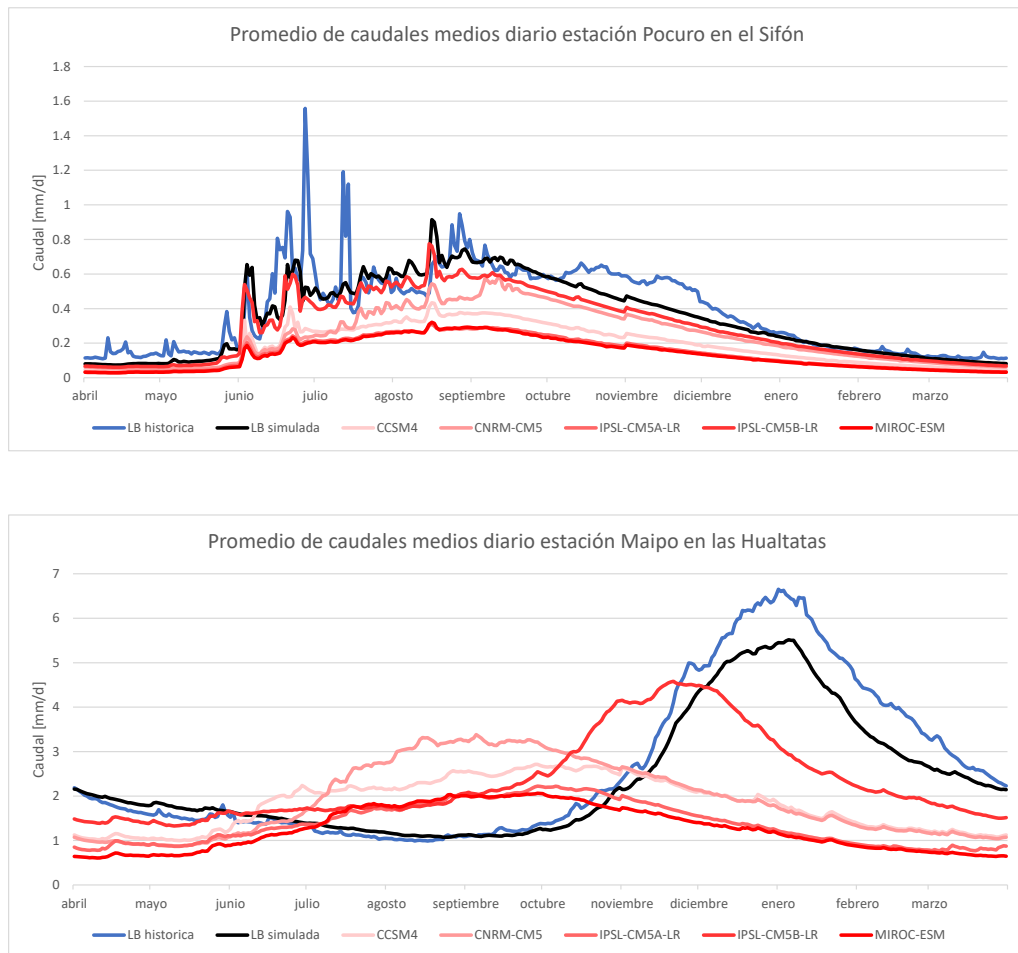 Promedio de caudales medios diario estación Pocuro en el Sifón
1.8
1.6
1.4
1.2
1
0.8
0.6
0.4
0.2
0
Caudal [mm/d]
abril mayo junio julio agosto septiembre octubre noviembre diciembre enero febrero marzo
LB historica LB simulada CCSM4 CNRM-CM5 IPSL-CM5A-LR IPSL-CM5B-LR MIROC-ESM
Promedio de caudales medios diario estación Maipo en las Hualtatas
7
6
5
4
3
2
1
0
Caudal [mm/d]
abril mayo junio julio agosto septiembre octubre noviembre diciembre enero febrero marzo
LB historica LB simulada CCSM4 CNRM-CM5 IPSL-CM5A-LR IPSL-CM5B-LR MIROC-ESM